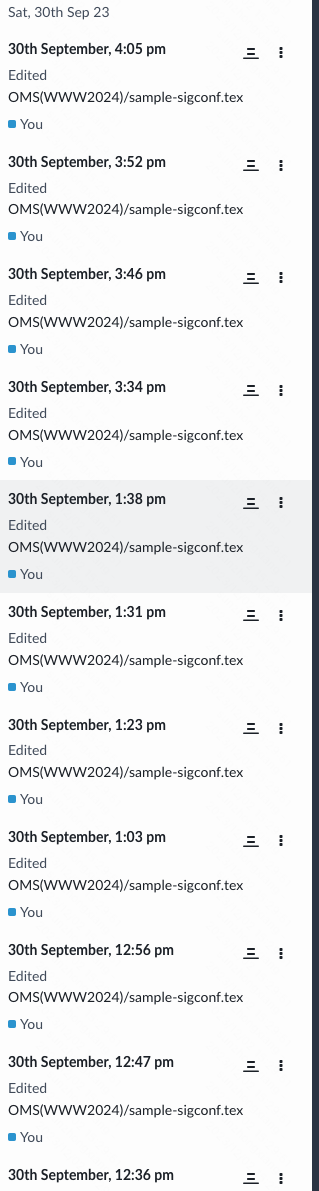 Sat, 30th Sep 23
30th September, 4:05 pm
Edited
OMS(WWW2024)/sample-sigconf.tex
You
30th September, 3:52 pm
Edited
OMS(WWW2024)/sample-sigconf.tex
You
30th September, 3:46 pm
Edited
OMS(WWW2024)/sample-sigconf.tex
You
30th September, 3:34 pm
Edited
OMS(WWW2024)/sample-sigconf.tex
You
30th September, 1:38 pm
Edited
OMS(WWW2024)/sample-sigconf.tex
You
30th September, 1:31 pm
Edited
OMS(WWW2024)/sample-sigconf.tex
You
30th September, 1:23 pm
Edited
OMS(WWW2024)/sample-sigconf.tex
You
30th September, 1:03 pm
Edited
OMS(WWW2024)/sample-sigconf.tex
You
30th September, 12:56 pm
Edited
OMS(WWW2024)/sample-sigconf.tex
You
30th September, 12:47 pm
Edited
OMS(WWW2024)/sample-sigconf.tex
You
30th September, 12:36 pm